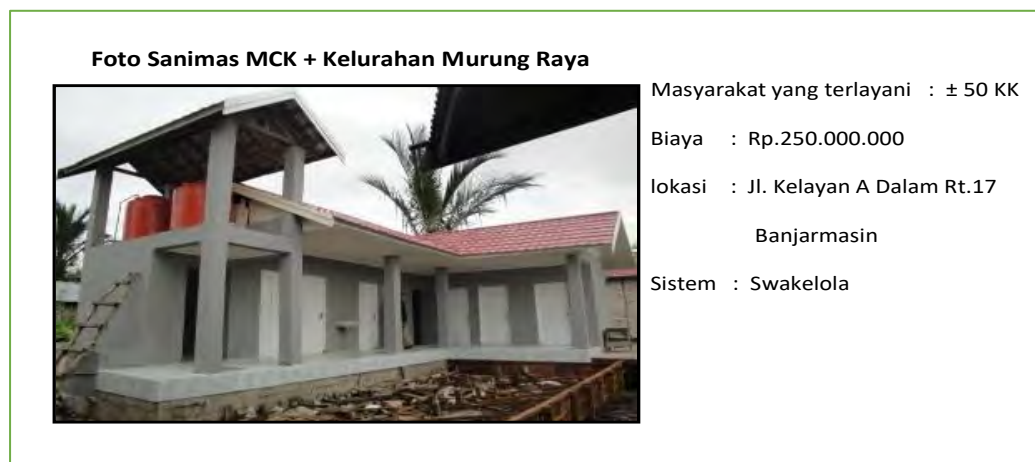 Foto Sanimas MCK + Kelurahan Murung Raya
Masyarakat yang terlayani : ± 50 KK
Biaya : Rp.250.000.000
lokasi : Jl. Kelayan A Dalam Rt.17
Banjarmasin
Sistem : Swakelola